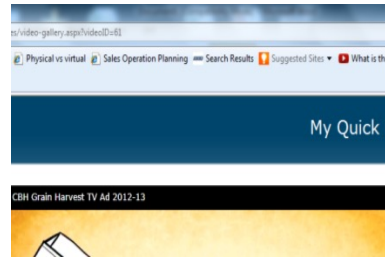 es/video-gallery.aspx?videoID=61
Physical vs virtual Sales Operation Planning Search Results Suggested Sites ▾ What is th
My Quick
CBH Grain Harvest TV Ad 2012-13